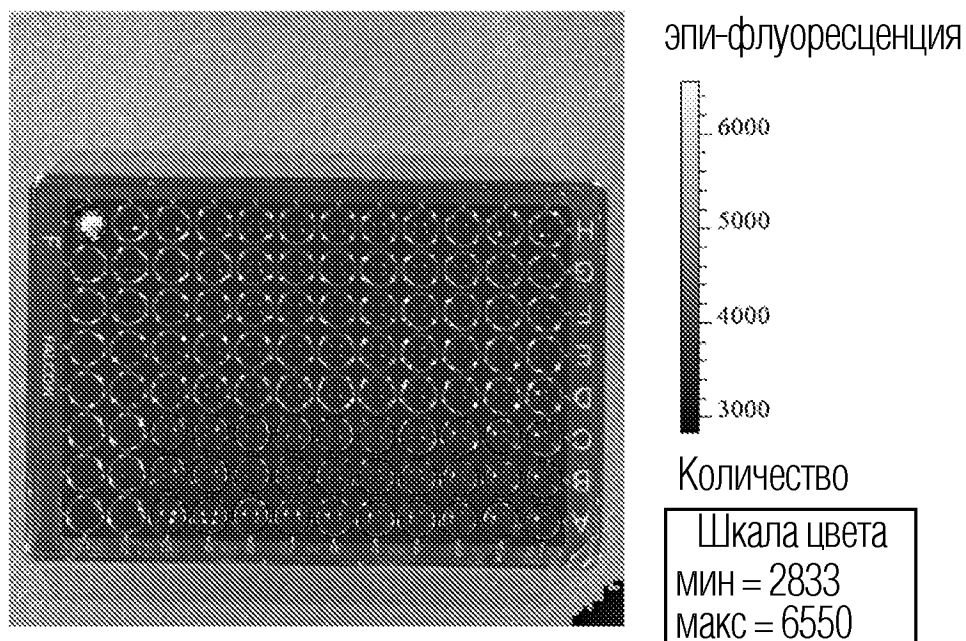 эпи-флуоресценция
6000
5000
4000
3000
Количество
Шкала цвета
мин = 2833
макс = 6550